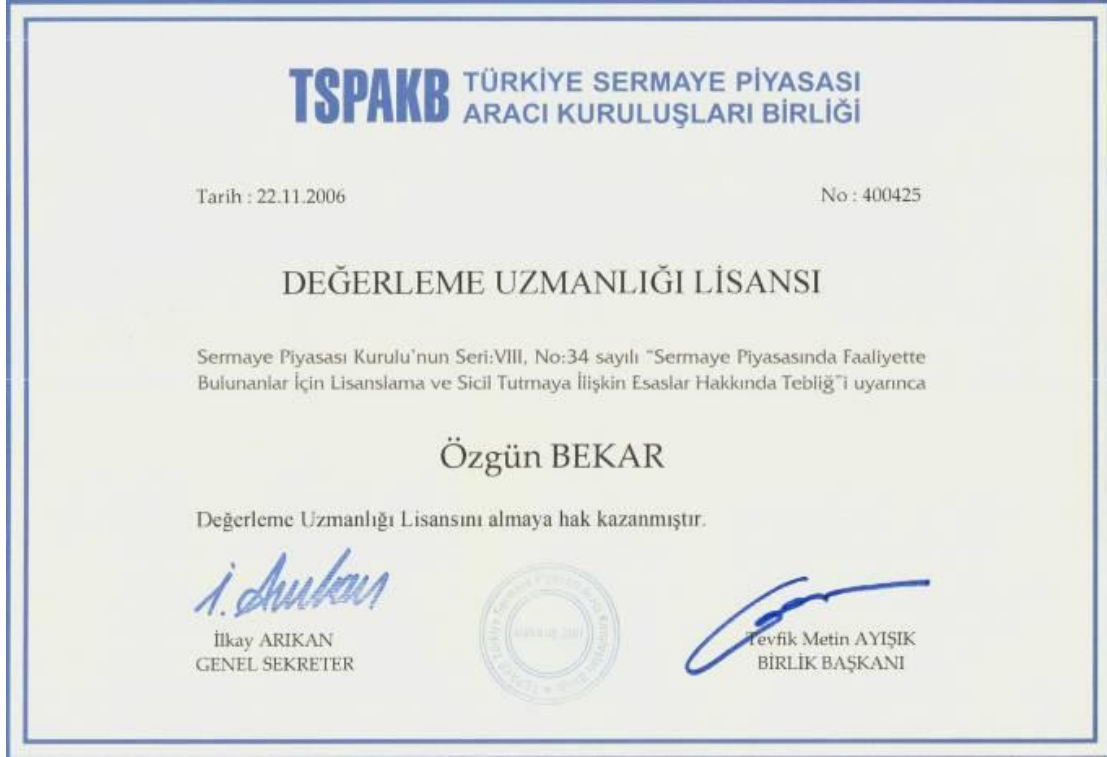 TSPAKB TÜRKİYE SERMAYE PİYASASI
ARACI KURULUŞLARI BİRLİĞİ
Tarih : 22.11.2006
No : 400425
DEĞERLEME UZMANLIĞI LİSANSI
Sermaye Piyasası Kurulu'nun Seri:VIII, No:34 sayılı "Sermaye Piyasasında Faaliyette
Bulunanlar İçin Lisanslama ve Sicil Tutmaya İlişkin Esaslar Hakkında Tebliğ"i uyarınca
Özgün BEKAR
Değerleme Uzmanlığı Lisansını almaya hak kazanmıştır.
İlkay ARIKAN
GENEL SEKRETER
Tevfik Metin AYIŞIK
BİRLİK BAŞKANI